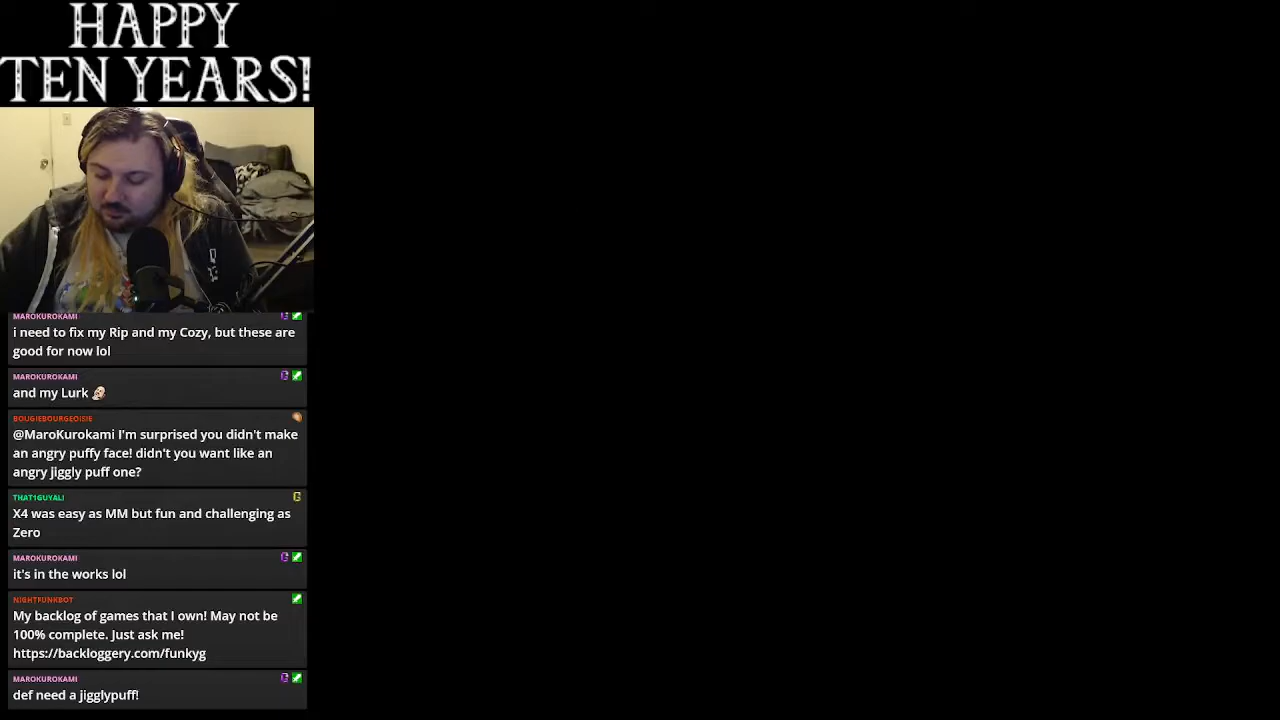 HAPPY
TEN YEARS!
MAROKUROKAMI
i need to fix my Rip and my Cozy, but these are
good for now lol
MAROKUROKAMI
and my Lurk
BOUGIEBOURGEOISIE
@MaroKurokami I'm surprised you didn't make
an angry puffy face! didn't you want like an
angry jiggly puff one?
THAT1GUYALI
X4 was easy as MM but fun and challenging as
Zero
MAROKUROKAMI
it's in the works lol
NIGHTFUNKBOT
My backlog of games that I own! May not be
100% complete. Just ask me!
https://backloggery.com/funkyg
MAROKUROKAMI
def need a jigglypuff!